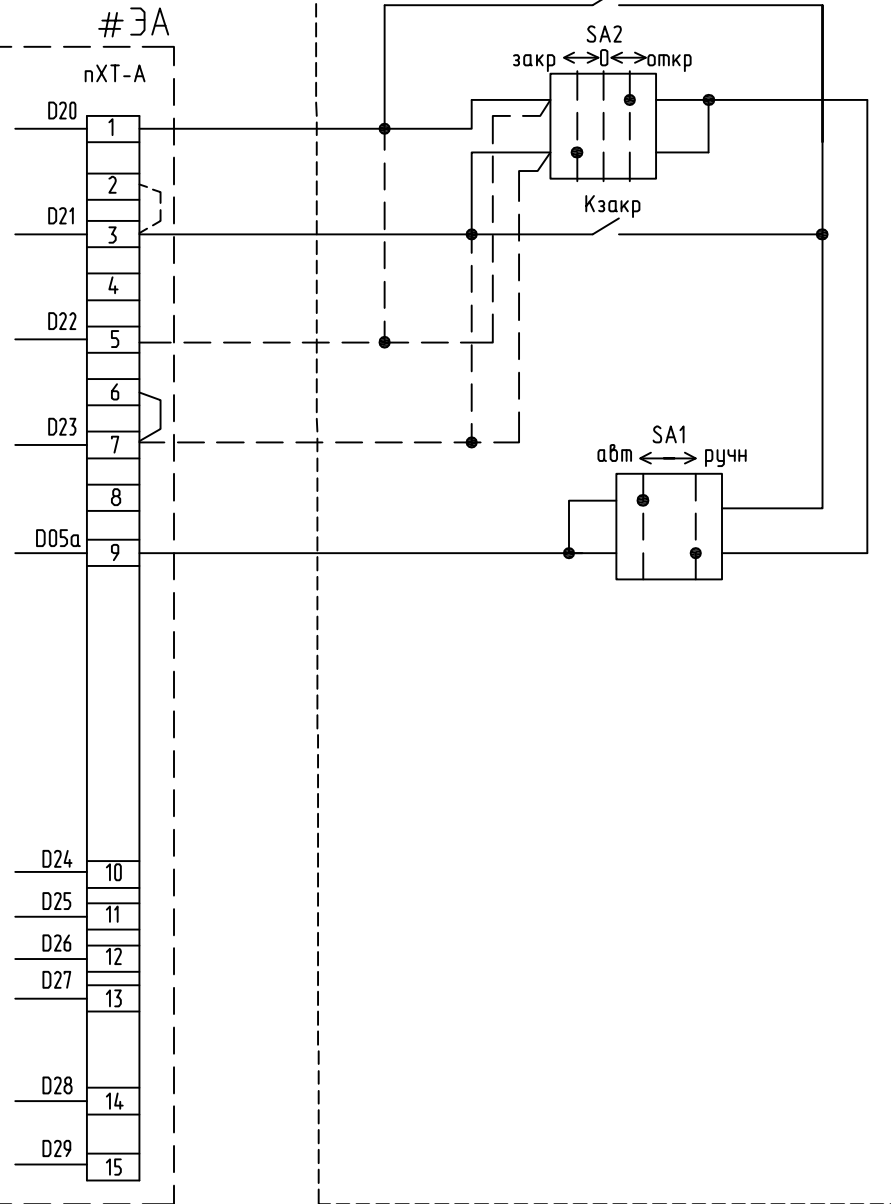 #ЭА
SA2
закр 0 откр
пХТ-А
D20
1
2
Кзакр
D21
3
4
D22
5
6
D23
7
SA1
авт ручн
8
D05а
9
D24
10
D25
11
D26
12
D27
13
D28
14
D29
15